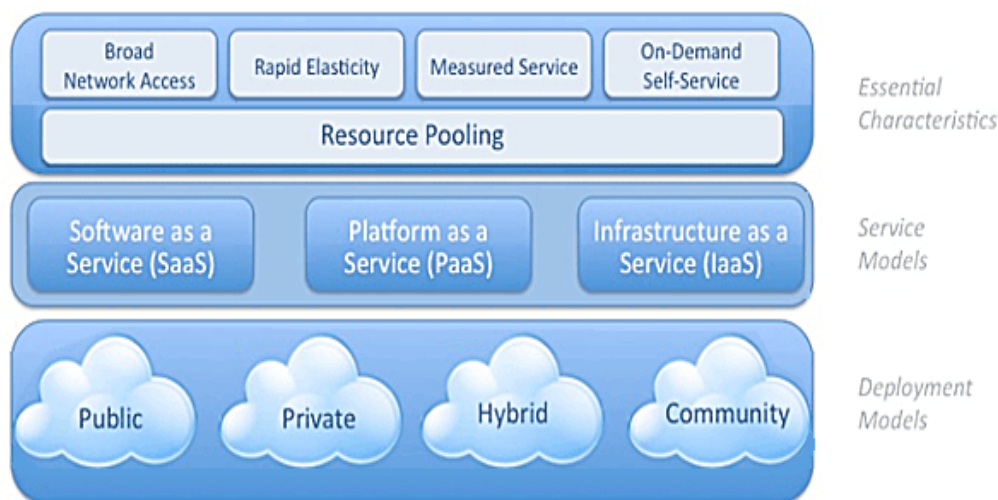 Broad
Network Access
Rapid Elasticity
Measured Service
On-Demand
Self-Service
Resource Pooling
Essential
Characteristics
Software as a
Service (SaaS)
Platform as a
Service (PaaS)
Infrastructure as a
Service (IaaS)
Service
Models
Public
Private
Hybrid
Community
Deployment
Models